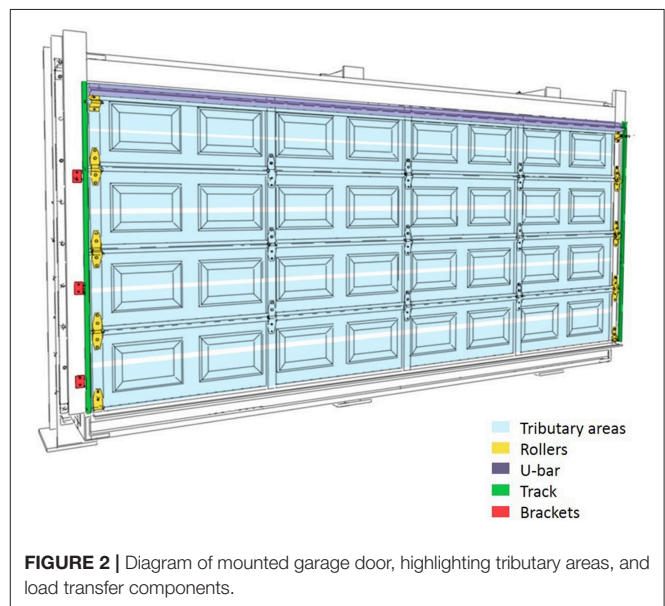 Tributary areas
Rollers
U-bar
Track
Brackets
FIGURE 2 | Diagram of mounted garage door, highlighting tributary areas, and
load transfer components.